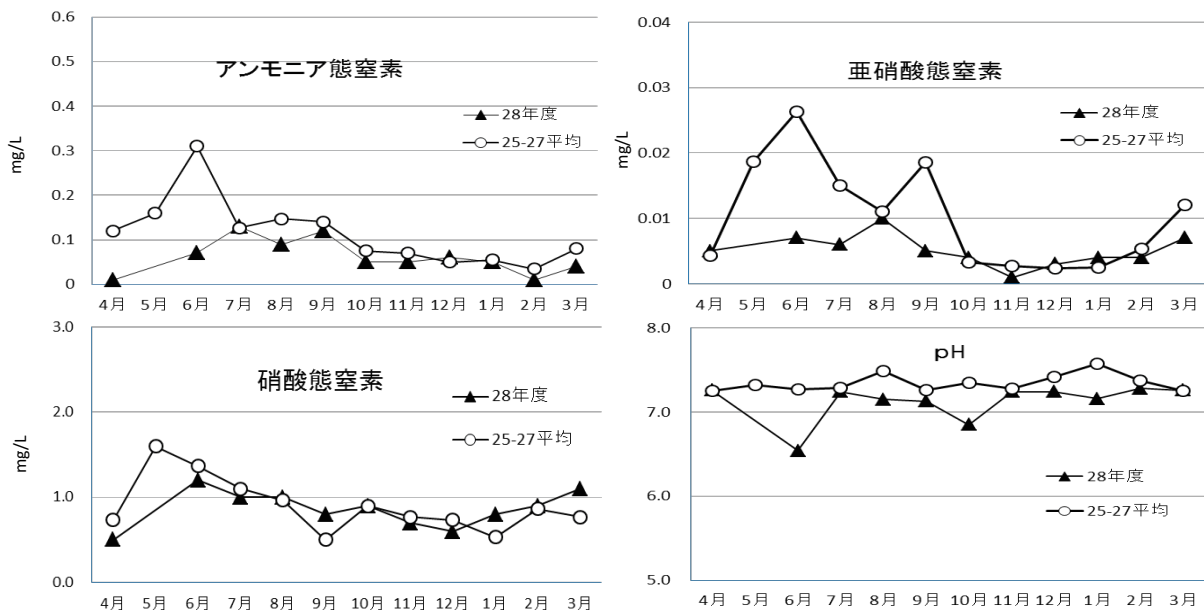 アンモニア態窒素
mg/L
0.6
0.5
0.4
0.3
0.2
0.1
0
28年度
25-27平均
4月 5月 6月 7月 8月 9月 10月 11月 12月 1月 2月 3月
亜硝酸態窒素
mg/L
0.04
0.03
0.02
0.01
0
28年度
25-27平均
4月 5月 6月 7月 8月 9月 10月 11月 12月 1月 2月 3月
硝酸態窒素
mg/L
3.0
2.0
1.0
0.0
28年度
25-27平均
4月 5月 6月 7月 8月 9月 10月 11月 12月 1月 2月 3月
pH
8.0
7.0
6.0
5.0
28年度
25-27平均
4月 5月 6月 7月 8月 9月 10月 11月 12月 1月 2月 3月